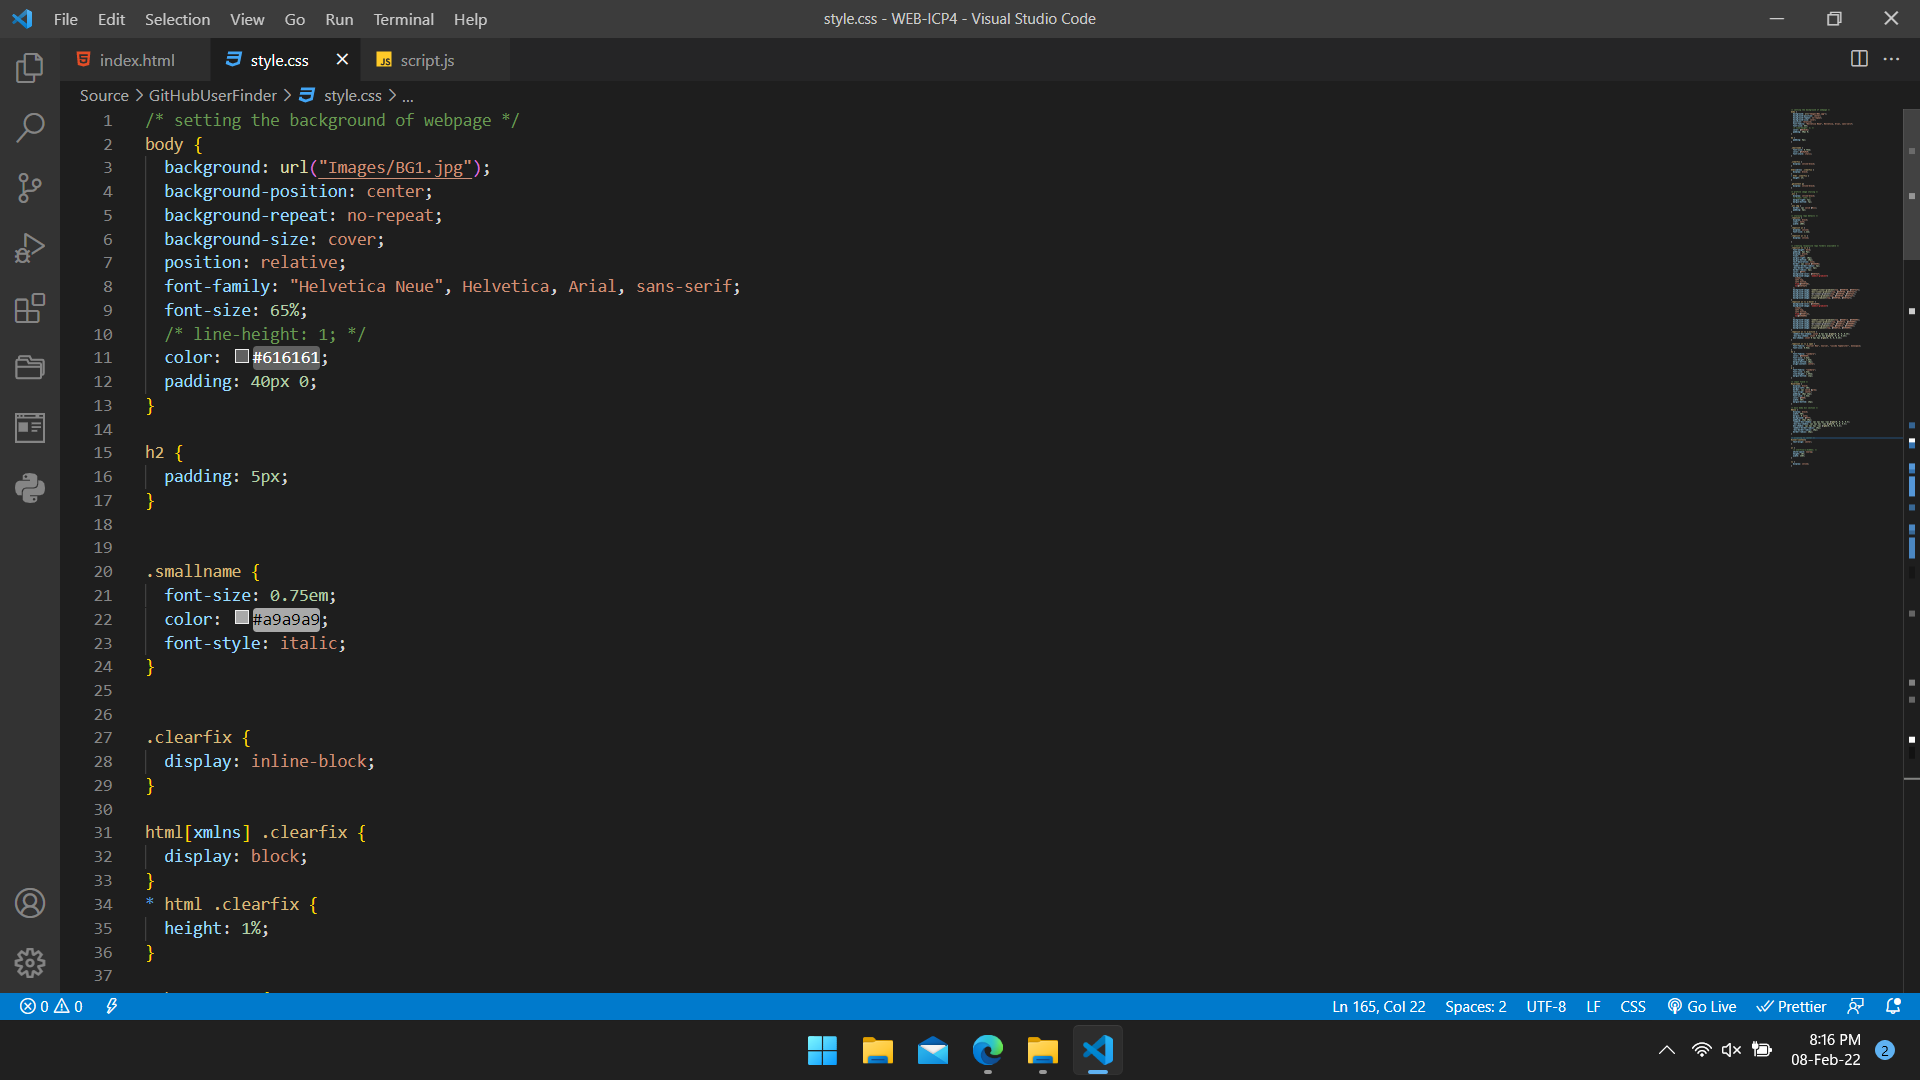 File Edit Selection View Go Run Terminal Help
style.css - WEB-ICP4 - Visual Studio Code
index.html
style.css
JS script.js
Source > GitHubUserFinder > style.css > ...
1 /* setting the background of webpage */
2 body {
3 background: url("Images/BG1.jpg");
4 background-position: center;
5 background-repeat: no-repeat;
6 background-size: cover;
7 position: relative;
8 font-family: "Helvetica Neue", Helvetica, Arial, sans-serif;
9 font-size: 65%;
10 /* line-height: 1; */
11 color: #616161;
12 padding: 40px 0;
13 }
14
15 h2 {
16 padding: 5px;
17 }
18
19
20 .smallname {
21 font-size: 0.75em;
22 color: #a9a9a9;
23 font-style: italic;
24 }
25
26
27 .clearfix {
28 display: inline-block;
29 }
30
31 html[xmlns] .clearfix {
32 display: block;
33 }
34 * html .clearfix {
35 height: 1%;
36 }
37
0 0
Ln 165, Col 22 Spaces: 2 UTF-8 LF CSS Go Live Prettier
8:16 PM
08-Feb-22
2